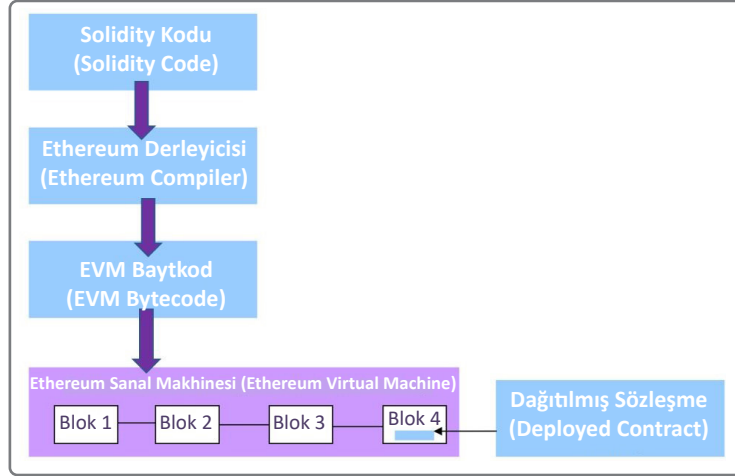 Solidity Kodu
(Solidity Code)
Ethereum Derleyicisi
(Ethereum Compiler)
EVM Baytkod
(EVM Bytecode)
Ethereum Sanal Makhinesi (Ethereum Virtual Machine)
Blok 1
Blok 2
Blok 3
Blok 4
Dağıtılmış Sözleşme
(Deployed Contract)